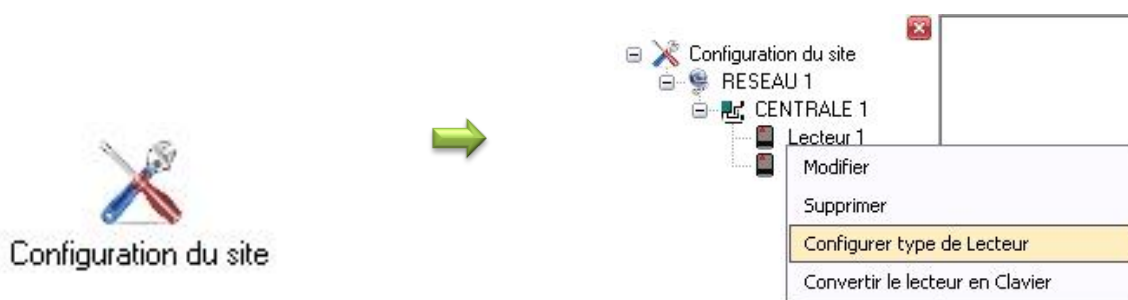 Configuration du site
Configuration du site
RESEAU 1
CENTRALE 1
Lecteur 1
Modifier
Supprimer
Configurer type de Lecteur
Convertir le lecteur en Clavier